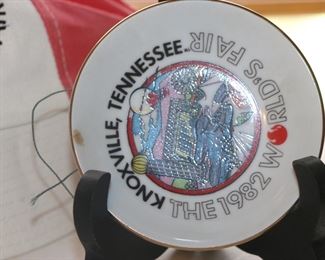 KNOXVILLE, TENNESSEE
THE 1982 WORLD'S FAIR